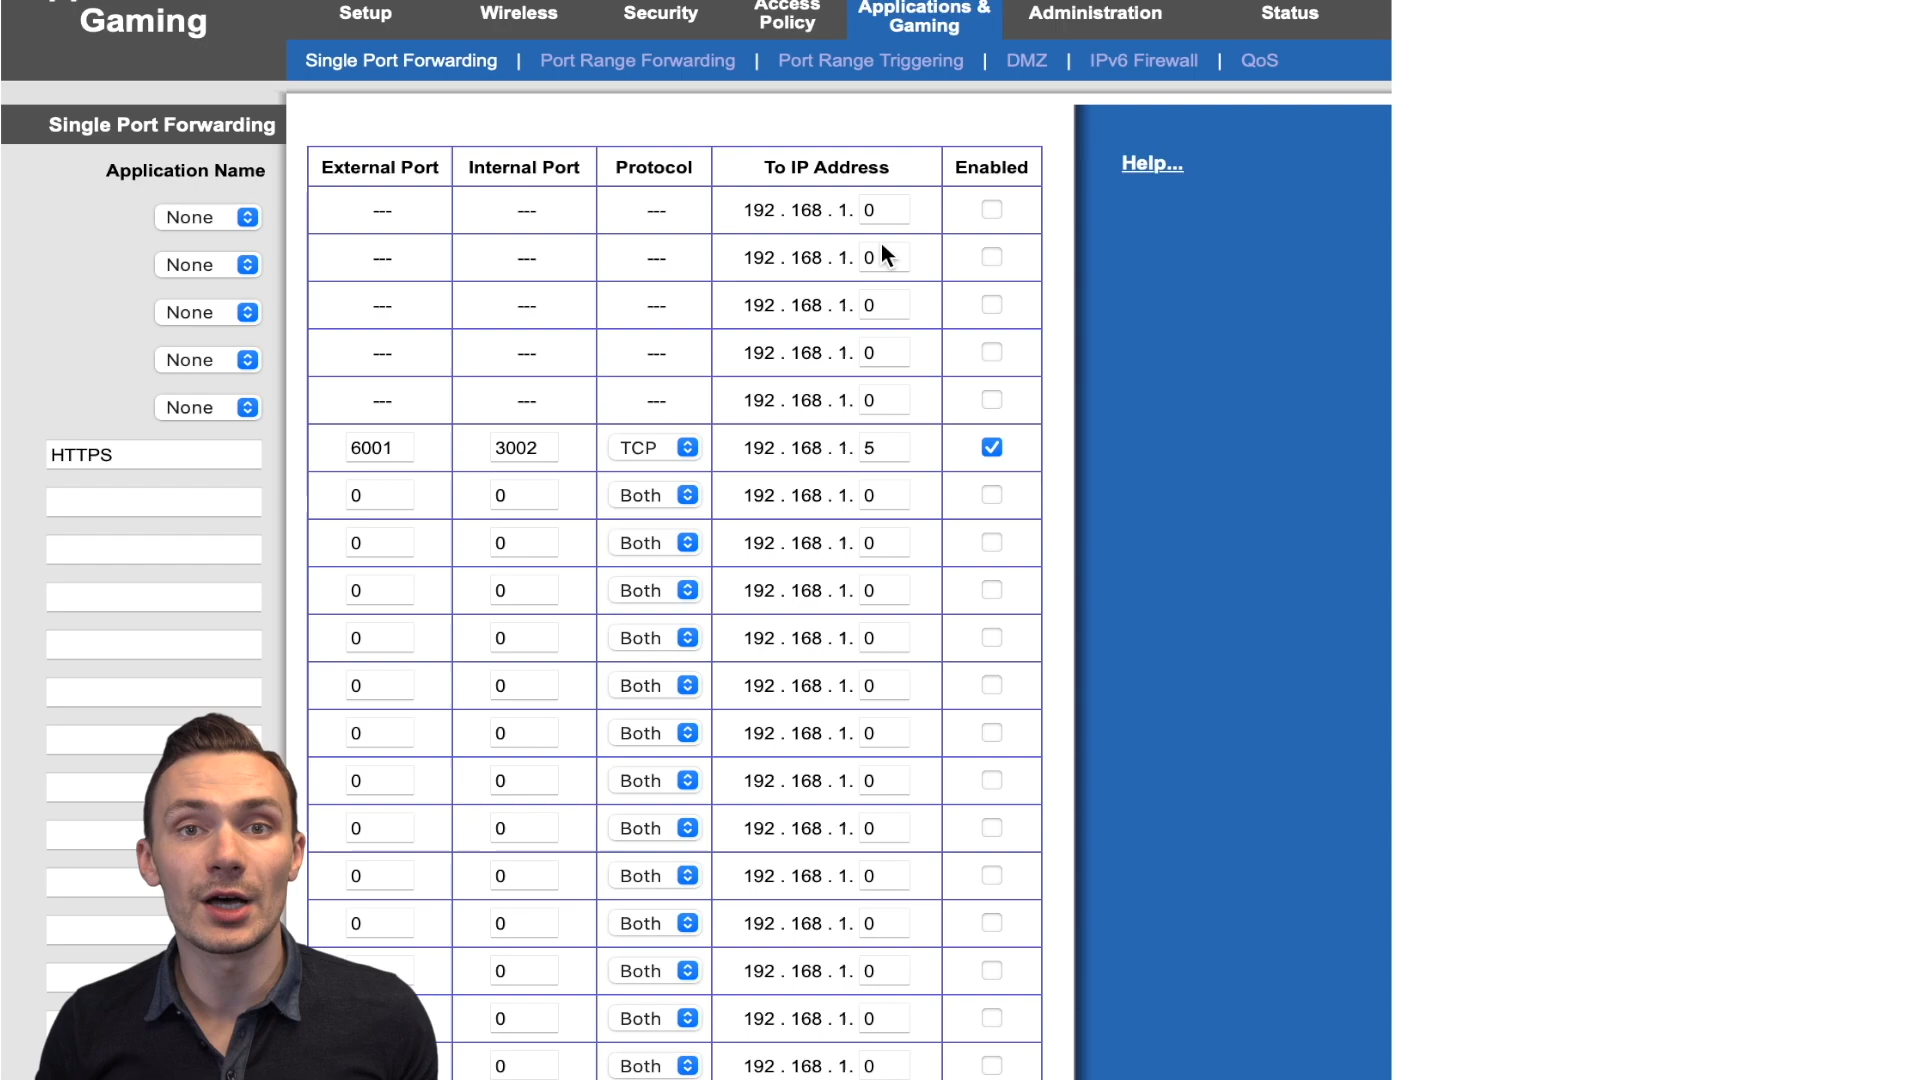 Gaming
Setup
Wireless
Security
Access
Policy
Applications &
Gaming
Administration
Status
Single Port Forwarding | Port Range Forwarding | Port Range Triggering | DMZ | IPv6 Firewall | QoS
Single Port Forwarding
Application Name
External Port Internal Port Protocol To IP Address Enabled
Help...
None --- --- --- 192 . 168 . 1. 0
None --- --- --- 192 . 168 . 1. 0
None --- --- --- 192 . 168 . 1. 0
None --- --- --- 192 . 168 . 1. 0
None --- --- --- 192 . 168 . 1. 0
HTTPS 6001 3002 TCP 192 . 168 . 1. 5
0 0 Both 192 . 168 . 1. 0
0 0 Both 192 . 168 . 1. 0
0 0 Both 192 . 168 . 1. 0
0 0 Both 192 . 168 . 1. 0
0 0 Both 192 . 168 . 1. 0
0 0 Both 192 . 168 . 1. 0
0 0 Both 192 . 168 . 1. 0
0 0 Both 192 . 168 . 1. 0
0 0 Both 192 . 168 . 1. 0
0 0 Both 192 . 168 . 1. 0
0 Both 192 . 168 . 1. 0
0 Both 192 . 168 . 1. 0
0 Both 192 . 168 . 1. 0